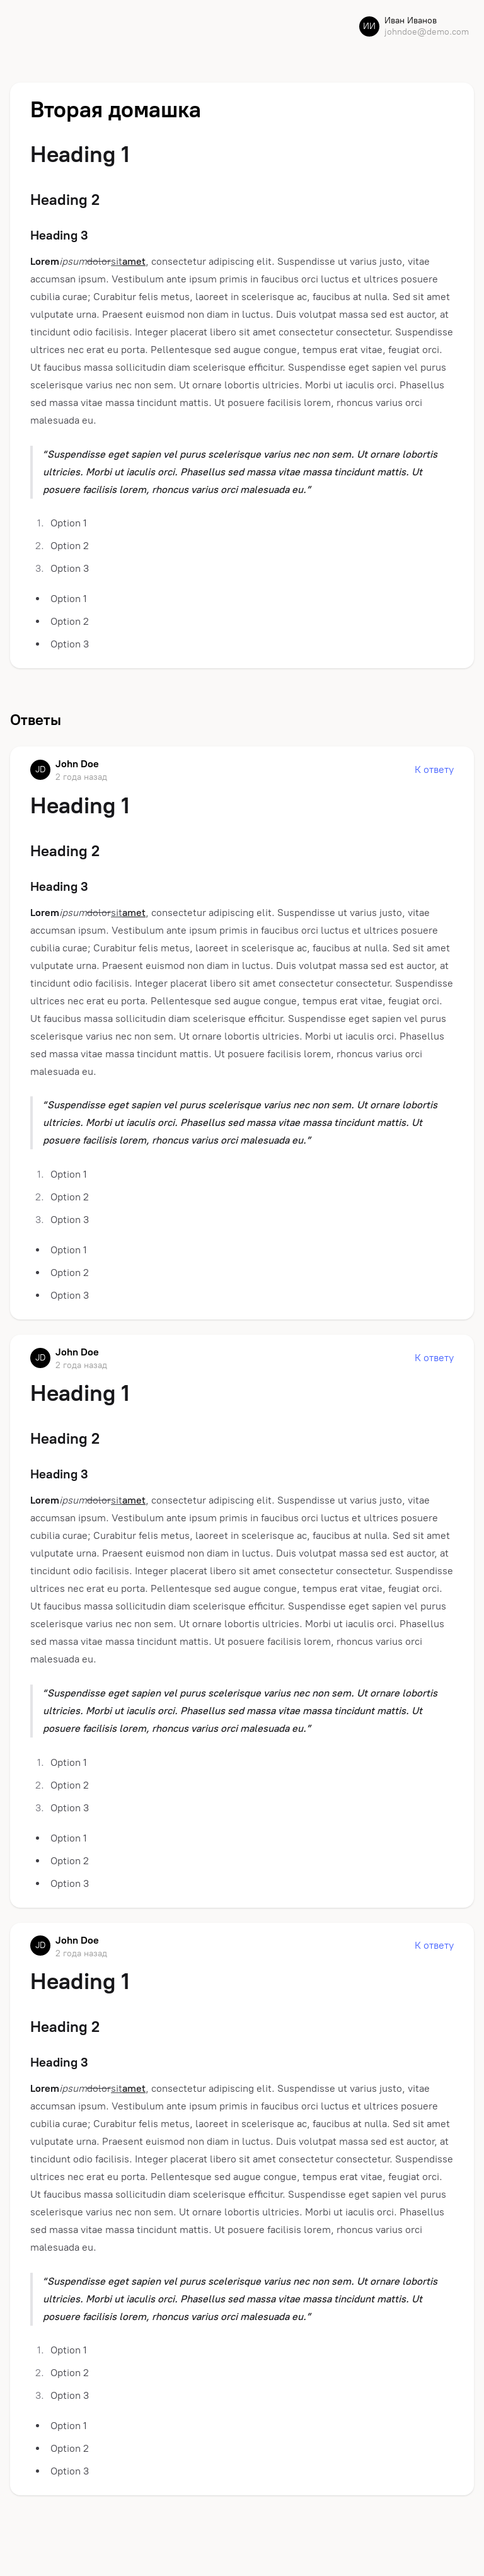 ИИ
Иван Иванов
johndoe@demo.com
Вторая домашка
Heading 1
Heading 2
Heading 3
Loremipsumdolorsitamet, consectetur adipiscing elit. Suspendisse ut varius justo, vitae
accumsan ipsum. Vestibulum ante ipsum primis in faucibus orci luctus et ultrices posuere
cubilia curae; Curabitur felis metus, laoreet in scelerisque ac, faucibus at nulla. Sed sit amet
vulputate urna. Praesent euismod non diam in luctus. Duis volutpat massa sed est auctor, at
tincidunt odio facilisis. Integer placerat libero sit amet consectetur consectetur. Suspendisse
ultrices nec erat eu porta. Pellentesque sed augue congue, tempus erat vitae, feugiat orci.
Ut faucibus massa sollicitudin diam scelerisque efficitur. Suspendisse eget sapien vel purus
scelerisque varius nec non sem. Ut ornare lobortis ultricies. Morbi ut iaculis orci. Phasellus
sed massa vitae massa tincidunt mattis. Ut posuere facilisis lorem, rhoncus varius orci
malesuada eu.
“Suspendisse eget sapien vel purus scelerisque varius nec non sem. Ut ornare lobortis
ultricies. Morbi ut iaculis orci. Phasellus sed massa vitae massa tincidunt mattis. Ut
posuere facilisis lorem, rhoncus varius orci malesuada eu.”
1. Option 1
2. Option 2
3. Option 3
• Option 1
• Option 2
• Option 3
Ответы
JD
John Doe
2 года назад
К ответу
Heading 1
Heading 2
Heading 3
Loremipsumdolorsitamet, consectetur adipiscing elit. Suspendisse ut varius justo, vitae
accumsan ipsum. Vestibulum ante ipsum primis in faucibus orci luctus et ultrices posuere
cubilia curae; Curabitur felis metus, laoreet in scelerisque ac, faucibus at nulla. Sed sit amet
vulputate urna. Praesent euismod non diam in luctus. Duis volutpat massa sed est auctor, at
tincidunt odio facilisis. Integer placerat libero sit amet consectetur consectetur. Suspendisse
ultrices nec erat eu porta. Pellentesque sed augue congue, tempus erat vitae, feugiat orci.
Ut faucibus massa sollicitudin diam scelerisque efficitur. Suspendisse eget sapien vel purus
scelerisque varius nec non sem. Ut ornare lobortis ultricies. Morbi ut iaculis orci. Phasellus
sed massa vitae massa tincidunt mattis. Ut posuere facilisis lorem, rhoncus varius orci
malesuada eu.
“Suspendisse eget sapien vel purus scelerisque varius nec non sem. Ut ornare lobortis
ultricies. Morbi ut iaculis orci. Phasellus sed massa vitae massa tincidunt mattis. Ut
posuere facilisis lorem, rhoncus varius orci malesuada eu.”
1. Option 1
2. Option 2
3. Option 3
• Option 1
• Option 2
• Option 3
JD
John Doe
2 года назад
К ответу
Heading 1
Heading 2
Heading 3
Loremipsumdolorsitamet, consectetur adipiscing elit. Suspendisse ut varius justo, vitae
accumsan ipsum. Vestibulum ante ipsum primis in faucibus orci luctus et ultrices posuere
cubilia curae; Curabitur felis metus, laoreet in scelerisque ac, faucibus at nulla. Sed sit amet
vulputate urna. Praesent euismod non diam in luctus. Duis volutpat massa sed est auctor, at
tincidunt odio facilisis. Integer placerat libero sit amet consectetur consectetur. Suspendisse
ultrices nec erat eu porta. Pellentesque sed augue congue, tempus erat vitae, feugiat orci.
Ut faucibus massa sollicitudin diam scelerisque efficitur. Suspendisse eget sapien vel purus
scelerisque varius nec non sem. Ut ornare lobortis ultricies. Morbi ut iaculis orci. Phasellus
sed massa vitae massa tincidunt mattis. Ut posuere facilisis lorem, rhoncus varius orci
malesuada eu.
“Suspendisse eget sapien vel purus scelerisque varius nec non sem. Ut ornare lobortis
ultricies. Morbi ut iaculis orci. Phasellus sed massa vitae massa tincidunt mattis. Ut
posuere facilisis lorem, rhoncus varius orci malesuada eu.”
1. Option 1
2. Option 2
3. Option 3
• Option 1
• Option 2
• Option 3
JD
John Doe
2 года назад
К ответу
Heading 1
Heading 2
Heading 3
Loremipsumdolorsitamet, consectetur adipiscing elit. Suspendisse ut varius justo, vitae
accumsan ipsum. Vestibulum ante ipsum primis in faucibus orci luctus et ultrices posuere
cubilia curae; Curabitur felis metus, laoreet in scelerisque ac, faucibus at nulla. Sed sit amet
vulputate urna. Praesent euismod non diam in luctus. Duis volutpat massa sed est auctor, at
tincidunt odio facilisis. Integer placerat libero sit amet consectetur consectetur. Suspendisse
ultrices nec erat eu porta. Pellentesque sed augue congue, tempus erat vitae, feugiat orci.
Ut faucibus massa sollicitudin diam scelerisque efficitur. Suspendisse eget sapien vel purus
scelerisque varius nec non sem. Ut ornare lobortis ultricies. Morbi ut iaculis orci. Phasellus
sed massa vitae massa tincidunt mattis. Ut posuere facilisis lorem, rhoncus varius orci
malesuada eu.
“Suspendisse eget sapien vel purus scelerisque varius nec non sem. Ut ornare lobortis
ultricies. Morbi ut iaculis orci. Phasellus sed massa vitae massa tincidunt mattis. Ut
posuere facilisis lorem, rhoncus varius orci malesuada eu.”
1. Option 1
2. Option 2
3. Option 3
• Option 1
• Option 2
• Option 3